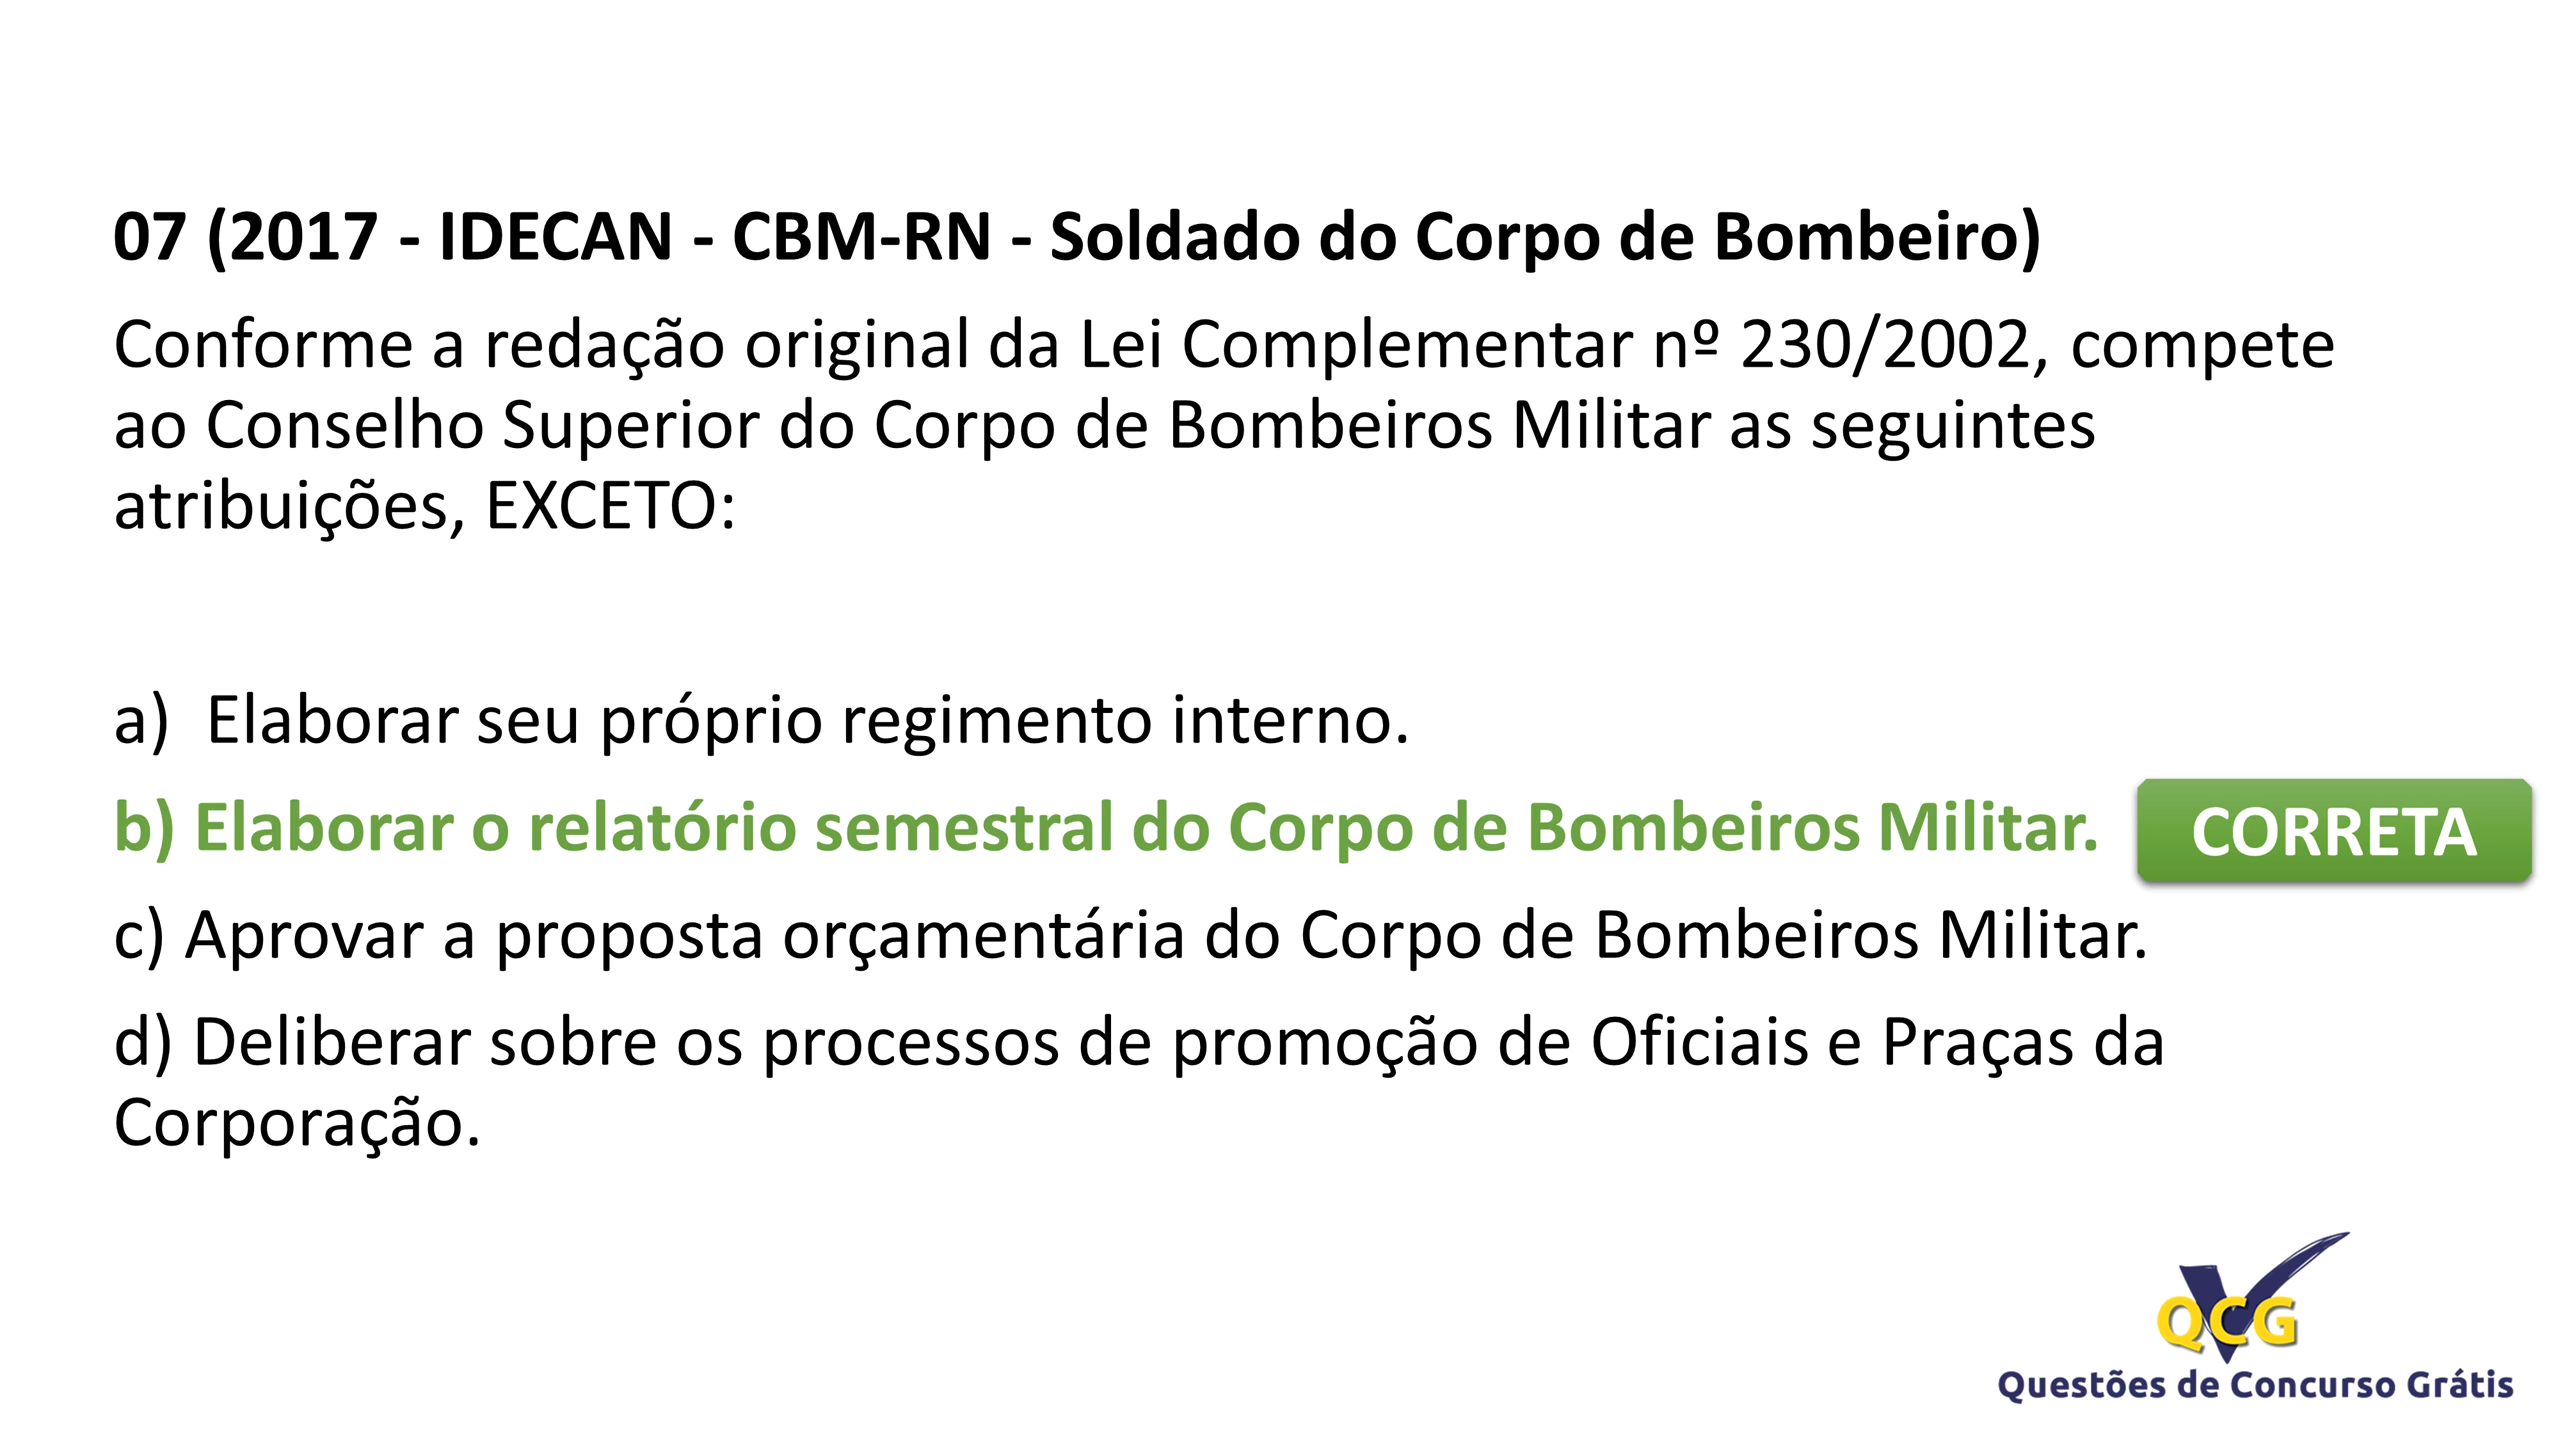 07 (2017 - IDECAN - CBM-RN - Soldado do Corpo de Bombeiro)
Conforme a redação original da Lei Complementar nº 230/2002, compete
ao Conselho Superior do Corpo de Bombeiros Militar as seguintes
atribuições, EXCETO:
a) Elaborar seu próprio regimento interno.
b) Elaborar o relatório semestral do Corpo de Bombeiros Militar. CORRETA
c) Aprovar a proposta orçamentária do Corpo de Bombeiros Militar.
d) Deliberar sobre os processos de promoção de Oficiais e Praças da
Corporação.
QCG
Questões de Concurso Grátis